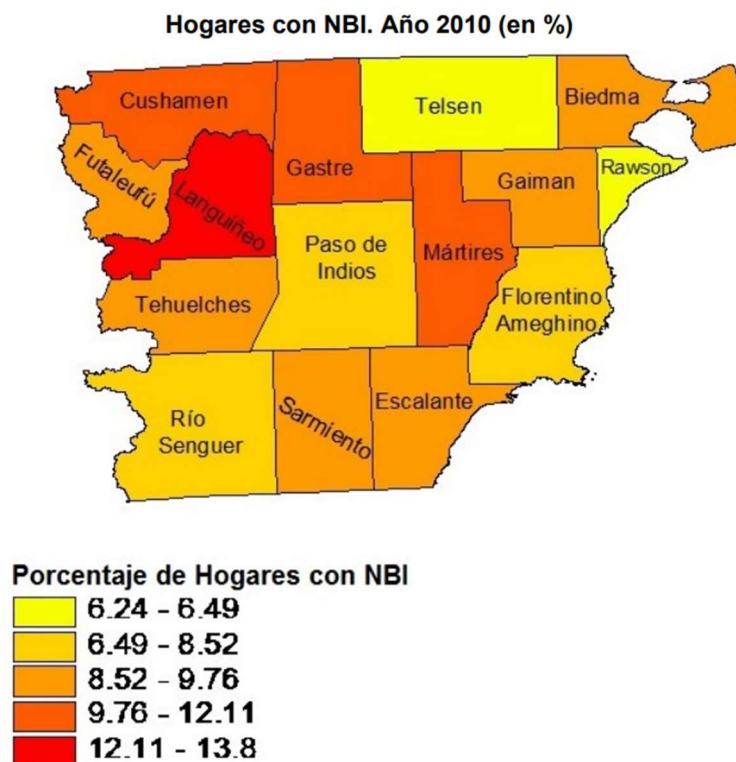 Hogares con NBI. Año 2010 (en %)
Cushamen
Telsen
Biedma
Futaleufú
Languiñeo
Gastre
Gaiman
Rawson
Paso de
Indios
Mártires
Tehuelches
Florentino
Ameghino
Río
Senguer
Sarmiento
Escalante
Porcentaje de Hogares con NBI
6.24 - 6.49
6.49 - 8.52
8.52 - 9.76
9.76 - 12.11
12.11 - 13.8